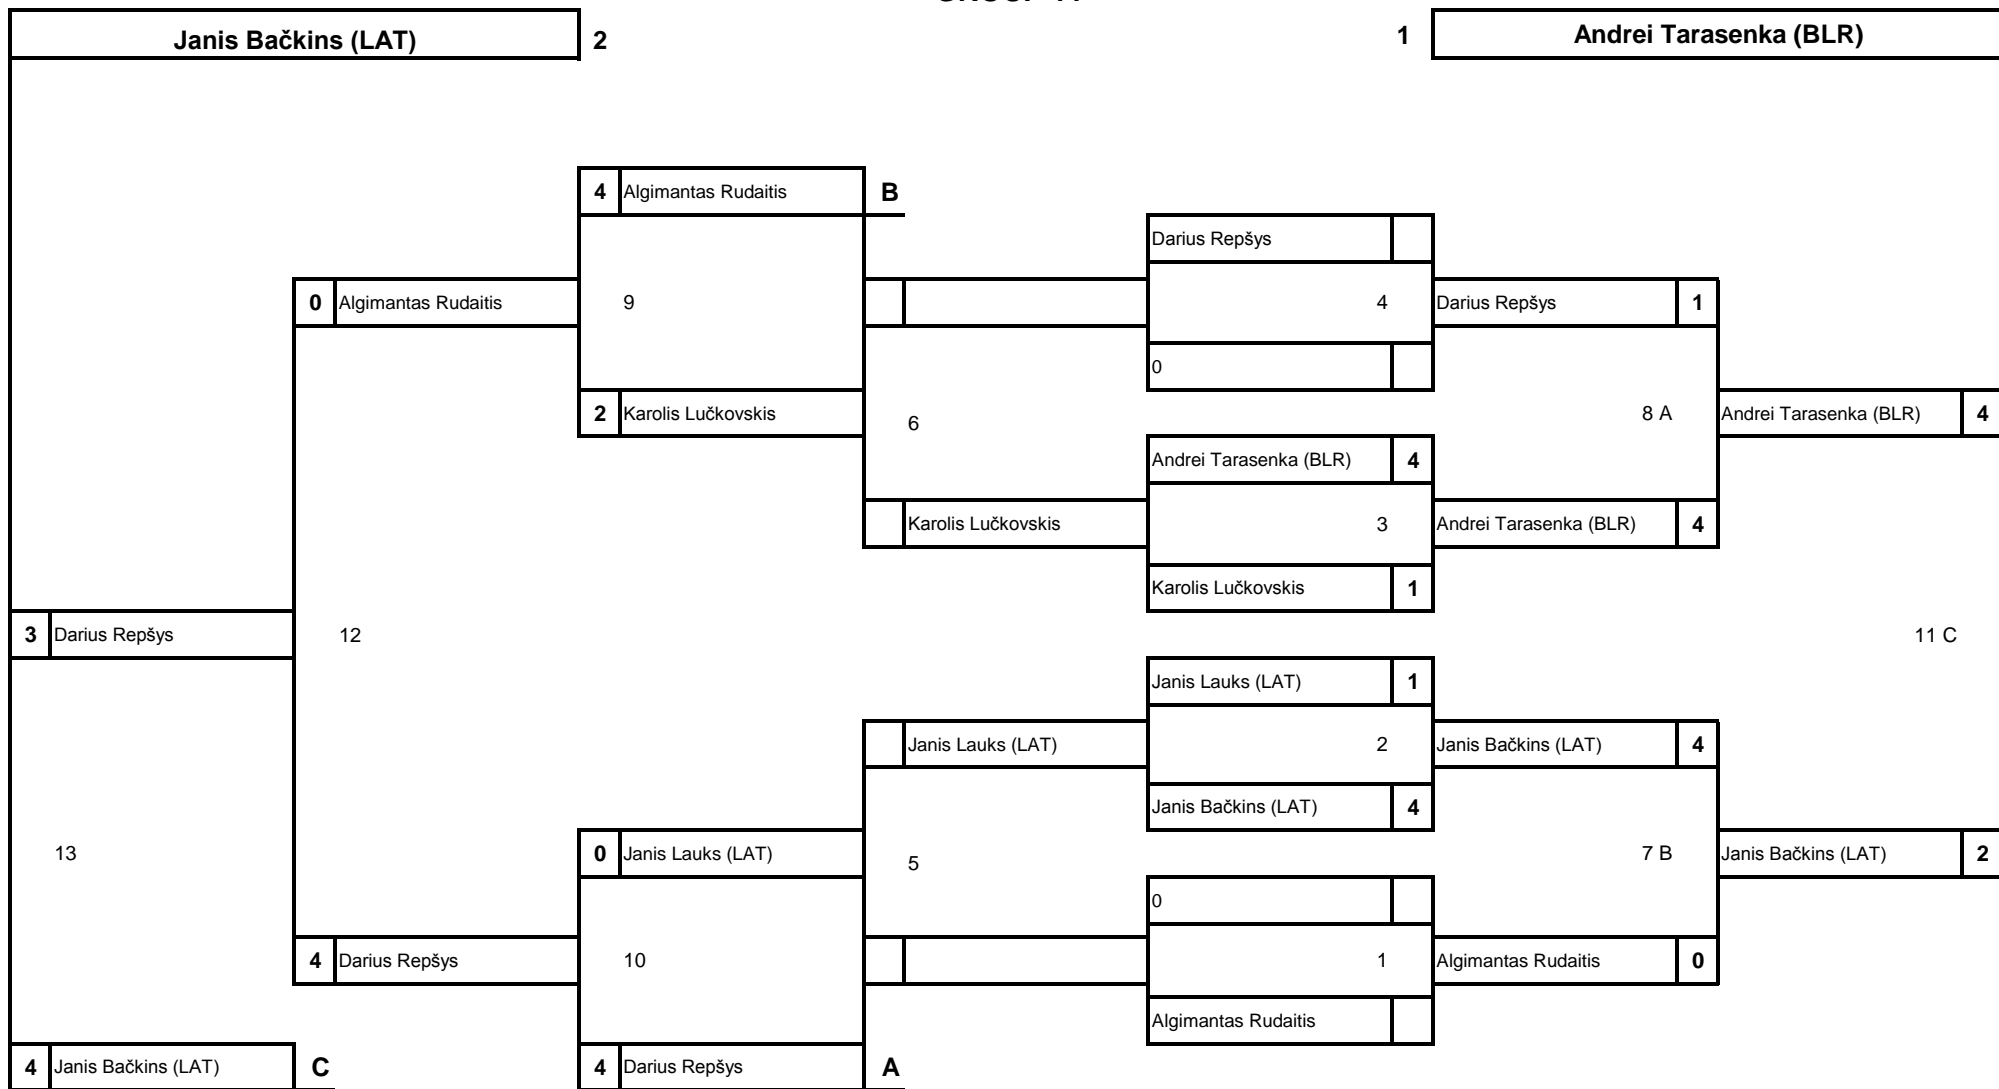 Janis Bačkins (LAT) 2 1 Andrei Tarasenka (BLR)
4 Algimantas Rudaitis B
Darius Repšys
0 Algimantas Rudaitis 9 4 Darius Repšys 1
0
2 Karolis Lučkovskis 6 8 A Andrei Tarasenka (BLR) 4
Andrei Tarasenka (BLR) 4
Karolis Lučkovskis 3 Andrei Tarasenka (BLR) 4
Karolis Lučkovskis 1
3 Darius Repšys 12 11 C
Janis Lauks (LAT) 1
Janis Lauks (LAT) 2 Janis Bačkins (LAT) 4
Janis Bačkins (LAT) 4
13 0 Janis Lauks (LAT) 5 7 B Janis Bačkins (LAT) 2
0
4 Darius Repšys 10 1 Algimantas Rudaitis 0
Algimantas Rudaitis
4 Janis Bačkins (LAT) C 4 Darius Repšys A